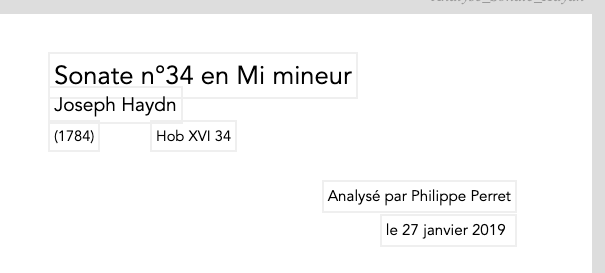 Analyse_Sonate_Haydn
Sonate n°34 en Mi mineur
Joseph Haydn
(1784) Hob XVI 34
Analysé par Philippe Perret
le 27 janvier 2019